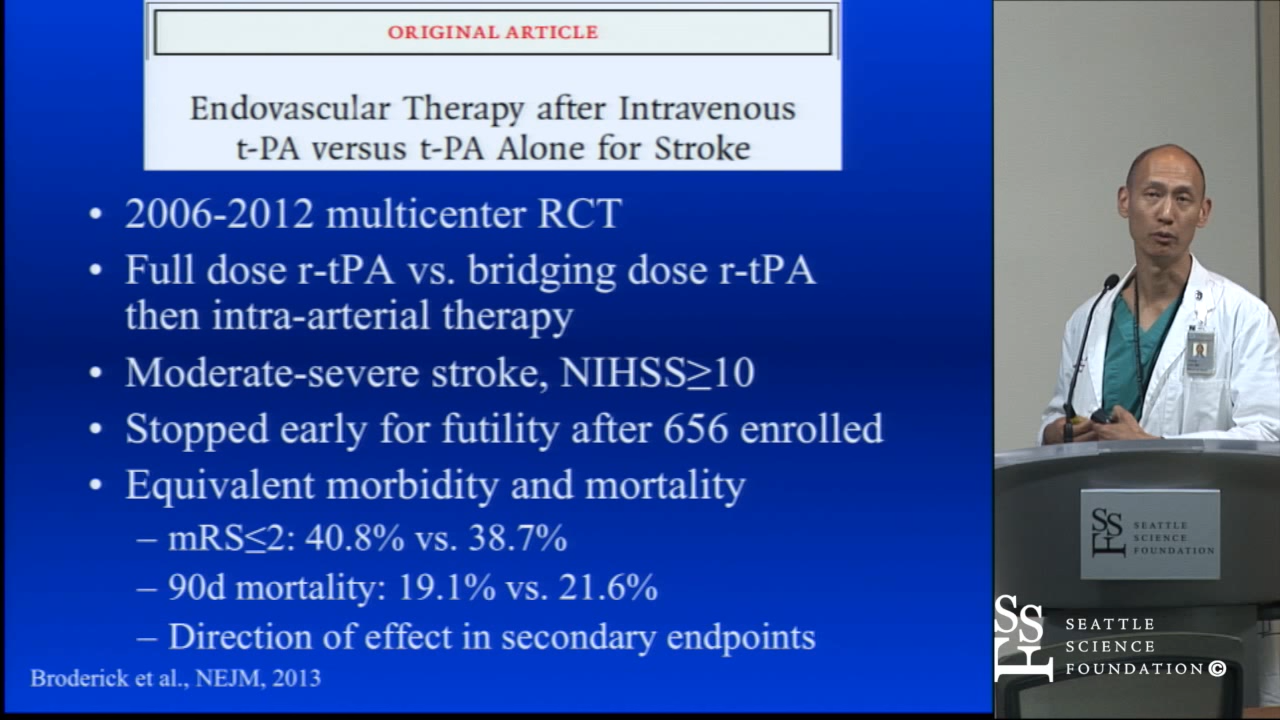 ORIGINAL ARTICLE
Endovascular Therapy after Intravenous
t-PA versus t-PA Alone for Stroke
• 2006-2012 multicenter RCT
• Full dose r-tPA vs. bridging dose r-tPA
then intra-arterial therapy
• Moderate-severe stroke, NIHSS≥10
• Stopped early for futility after 656 enrolled
• Equivalent morbidity and mortality
– mRS≤2: 40.8% vs. 38.7%
– 90d mortality: 19.1% vs. 21.6%
– Direction of effect in secondary endpoints
Broderick et al., NEJM, 2013
SSF
SEATTLE
SCIENCE
FOUNDATION
SSF
SEATTLE
SCIENCE
FOUNDATION©